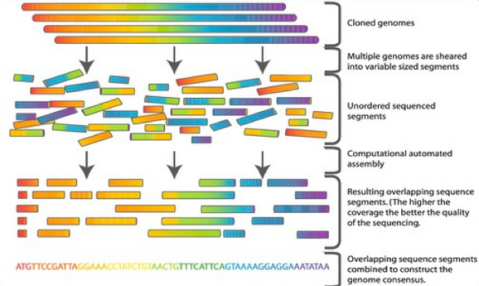 Cloned genomes
Multiple genomes are sheared
into variable sized segments
Unordered sequenced
segments
Computational automated
assembly
Resulting overlapping sequence
segments. (The higher the
coverage the better the quality
of the sequencing.
ATGTTCCGATTAGGAAACCTATCTGTAACTGTTTCATTCAGTAAAAGGAGGAAATATAA
Overlapping sequence segments
combined to construct the
genome consensus.